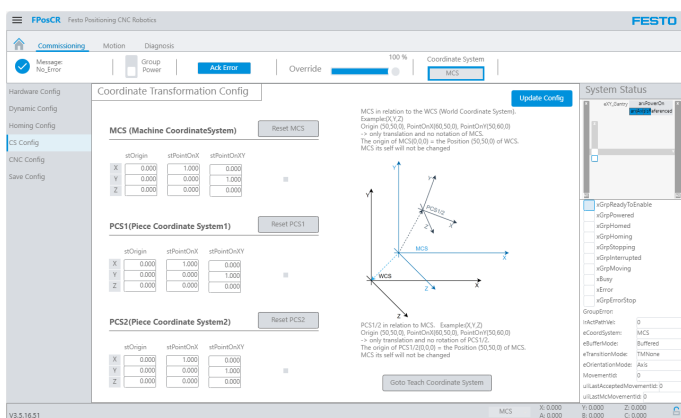 FPosCR Festo Positioning CNC Robotics
FESTO
Commissioning Motion Diagnosis
Message:
No_Error
Group
Power
Ack Error
Override
100 %
Coordinate System
MCS
Hardware Config
Dynamic Config
Homing Config
CS Config
CNC Config
Save Config
Coordinate Transformation Config
Update Config
MCS (Machine CoordinateSystem)
Reset MCS
stOrigin stPointOnX stPointOnXY
X 0.000 1.000 0.000
Y 0.000 0.000 1.000
Z 0.000 0.000 0.000
PCS1(Piece Coordinate System1)
Reset PCS1
stOrigin stPointOnX stPointOnXY
X 0.000 1.000 0.000
Y 0.000 0.000 1.000
Z 0.000 0.000 0.000
PCS2(Piece Coordinate System2)
Reset PCS2
stOrigin stPointOnX stPointOnXY
X 0.000 1.000 0.000
Y 0.000 0.000 1.000
Z 0.000 0.000 0.000
MCS in relation to the WCS (World Coordinate System).
Example:(X,Y,Z)
Origin (50,50,0), PointOnX(60,50,0), PointOnY(50,60,0)
-> only translation and no rotation of MCS.
The origin of MCS(0,0,0) = the Position (50,50,0) of WCS.
MCS its self will not be changed
Y
Y
Y
PCS1/2
Z
X
MCS
X
WCS
Z
X
Z
PCS1/2 in relation to MCS. Example:(X,Y,Z)
Origin (50,50,0), PointOnX(60,50,0), PointOnY(50,60,0)
-> only translation and no rotation of PCS1/2.
The origin of PCS1/2(0,0,0) = the Position (50,50,0) of MCS.
MCS its self will not be changed
Goto Teach Coordinate System
System Status
eXY_Gantry
arxPowerOn
xGrpReadyToEnable
xGrpPowered
xGrpHomed
xGrpHoming
xGrpStopping
xGrpInterrupted
xGrpMoving
xBusy
xError
xGrpErrorStop
GroupError:
lrActPathVel: 0
eCoordSystem: MCS
eBufferMode: Buffered
eTransitionMode: TMNone
eOrientationMode: Axis
MovementId: 0
uiLastAcceptedMovementId: 0
uiLastMcMovementId: 0
V3.5.16.51
MCS
X: 0.000 Y: 0.000 Z: 0.000
A: 0.000 B: 0.000 C: 0.000